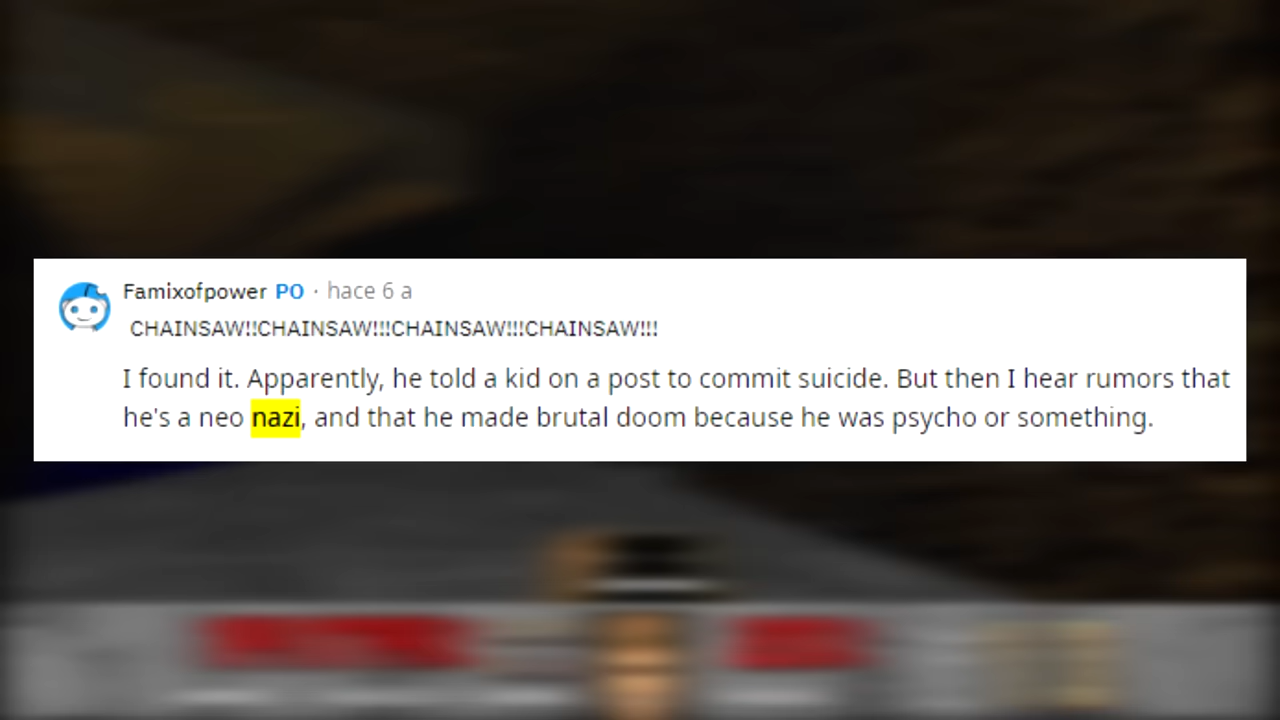 Famixofpower PO · hace 6 a
CHAINSAW!!CHAINSAW!!!CHAINSAW!!!CHAINSAW!!!
I found it. Apparently, he told a kid on a post to commit suicide. But then I hear rumors that
he's a neo nazi, and that he made brutal doom because he was psycho or something.